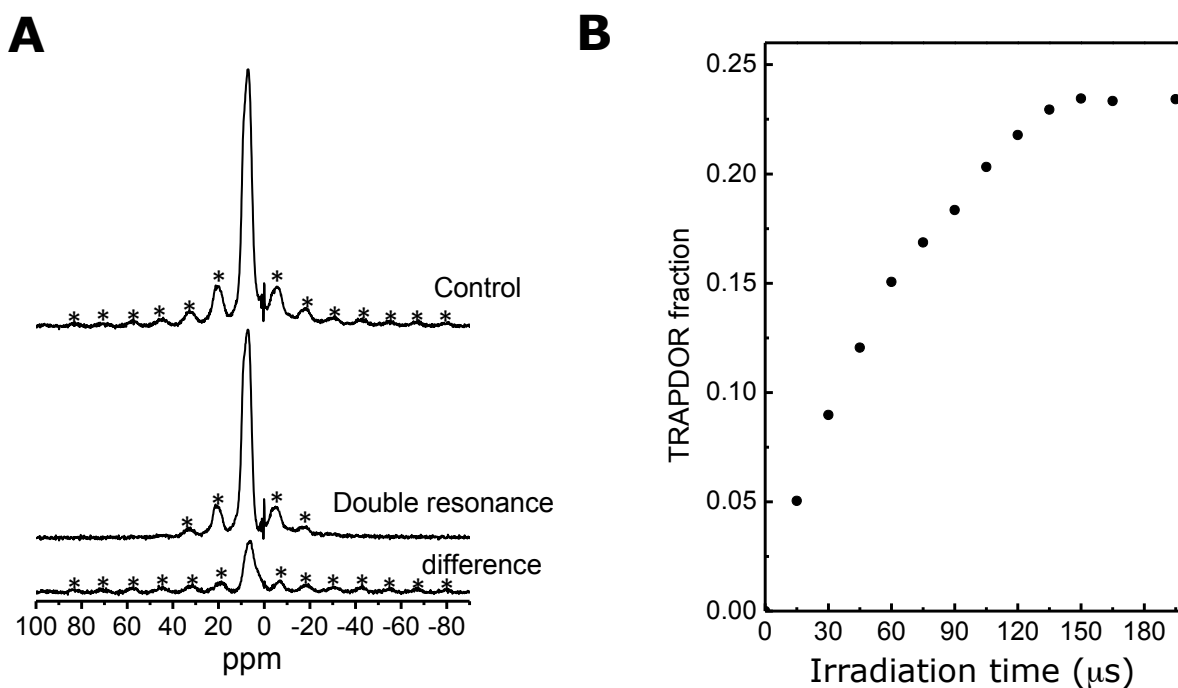 A
Control
* * * * * * * * * * * * *
Double resonance
* * * *
difference
* * * * * * * * * * * * *
100 80 60 40 20 0 -20 -40 -60 -80
ppm
B
TRAPDOR fraction
0.25
0.20
0.15
0.10
0.05
0.00
0 30 60 90 120 150 180
Irradiation time (μs)